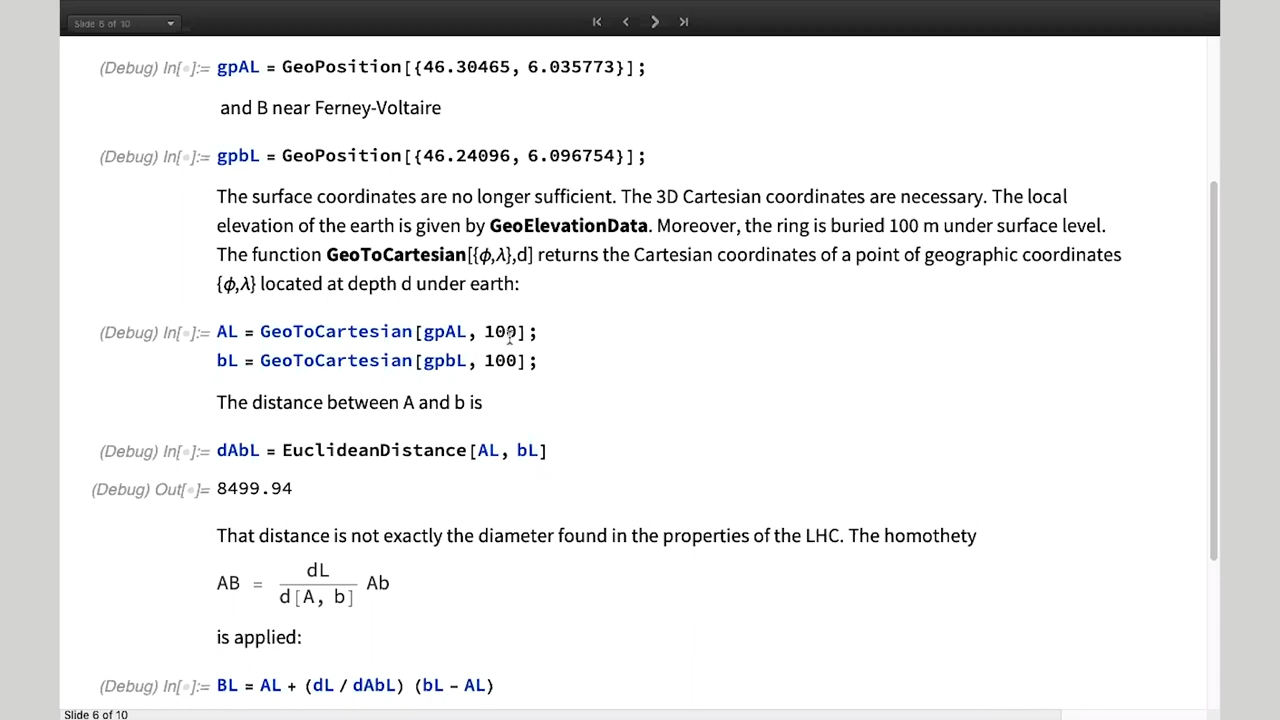 Slide 6 of 10
(Debug) In[ ]:= gpAL = GeoPosition[{46.30465, 6.035773}];
and B near Ferney-Voltaire
(Debug) In[ ]:= gpbL = GeoPosition[{46.24096, 6.096754}];
The surface coordinates are no longer sufficient. The 3D Cartesian coordinates are necessary. The local
elevation of the earth is given by GeoElevationData. Moreover, the ring is buried 100 m under surface level.
The function GeoToCartesian[{ϕ,λ},d] returns the Cartesian coordinates of a point of geographic coordinates
{ϕ,λ} located at depth d under earth:
(Debug) In[ ]:= AL = GeoToCartesian[gpAL, 100];
bL = GeoToCartesian[gpbL, 100];
The distance between A and b is
(Debug) In[ ]:= dAbL = EuclideanDistance[AL, bL]
(Debug) Out[ ]= 8499.94
That distance is not exactly the diameter found in the properties of the LHC. The homothety
AB = dL / d[A, b] Ab
is applied:
(Debug) In[ ]:= BL = AL + (dL / dAbL) (bL - AL)
Slide 6 of 10